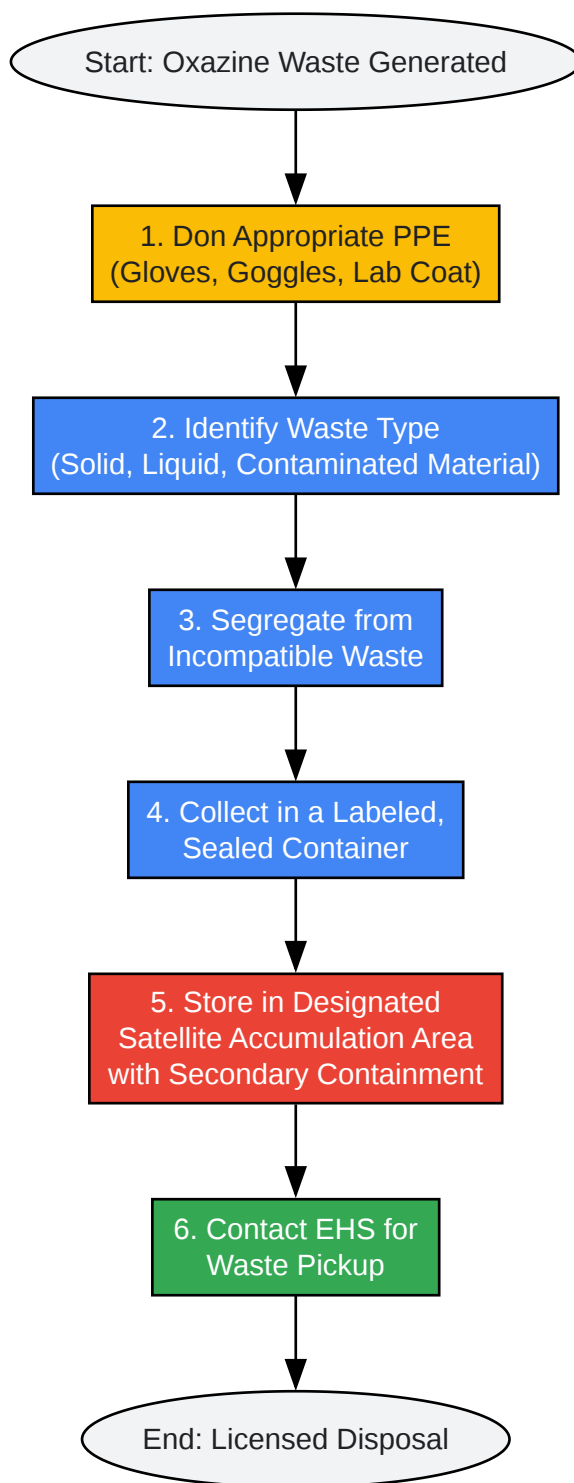 Start: Oxazine Waste Generated
1. Don Appropriate PPE
(Gloves, Goggles, Lab Coat)
2. Identify Waste Type
(Solid, Liquid, Contaminated Material)
3. Segregate from
Incompatible Waste
4. Collect in a Labeled,
Sealed Container
5. Store in Designated
Satellite Accumulation Area
with Secondary Containment
6. Contact EHS for
Waste Pickup
End: Licensed Disposal